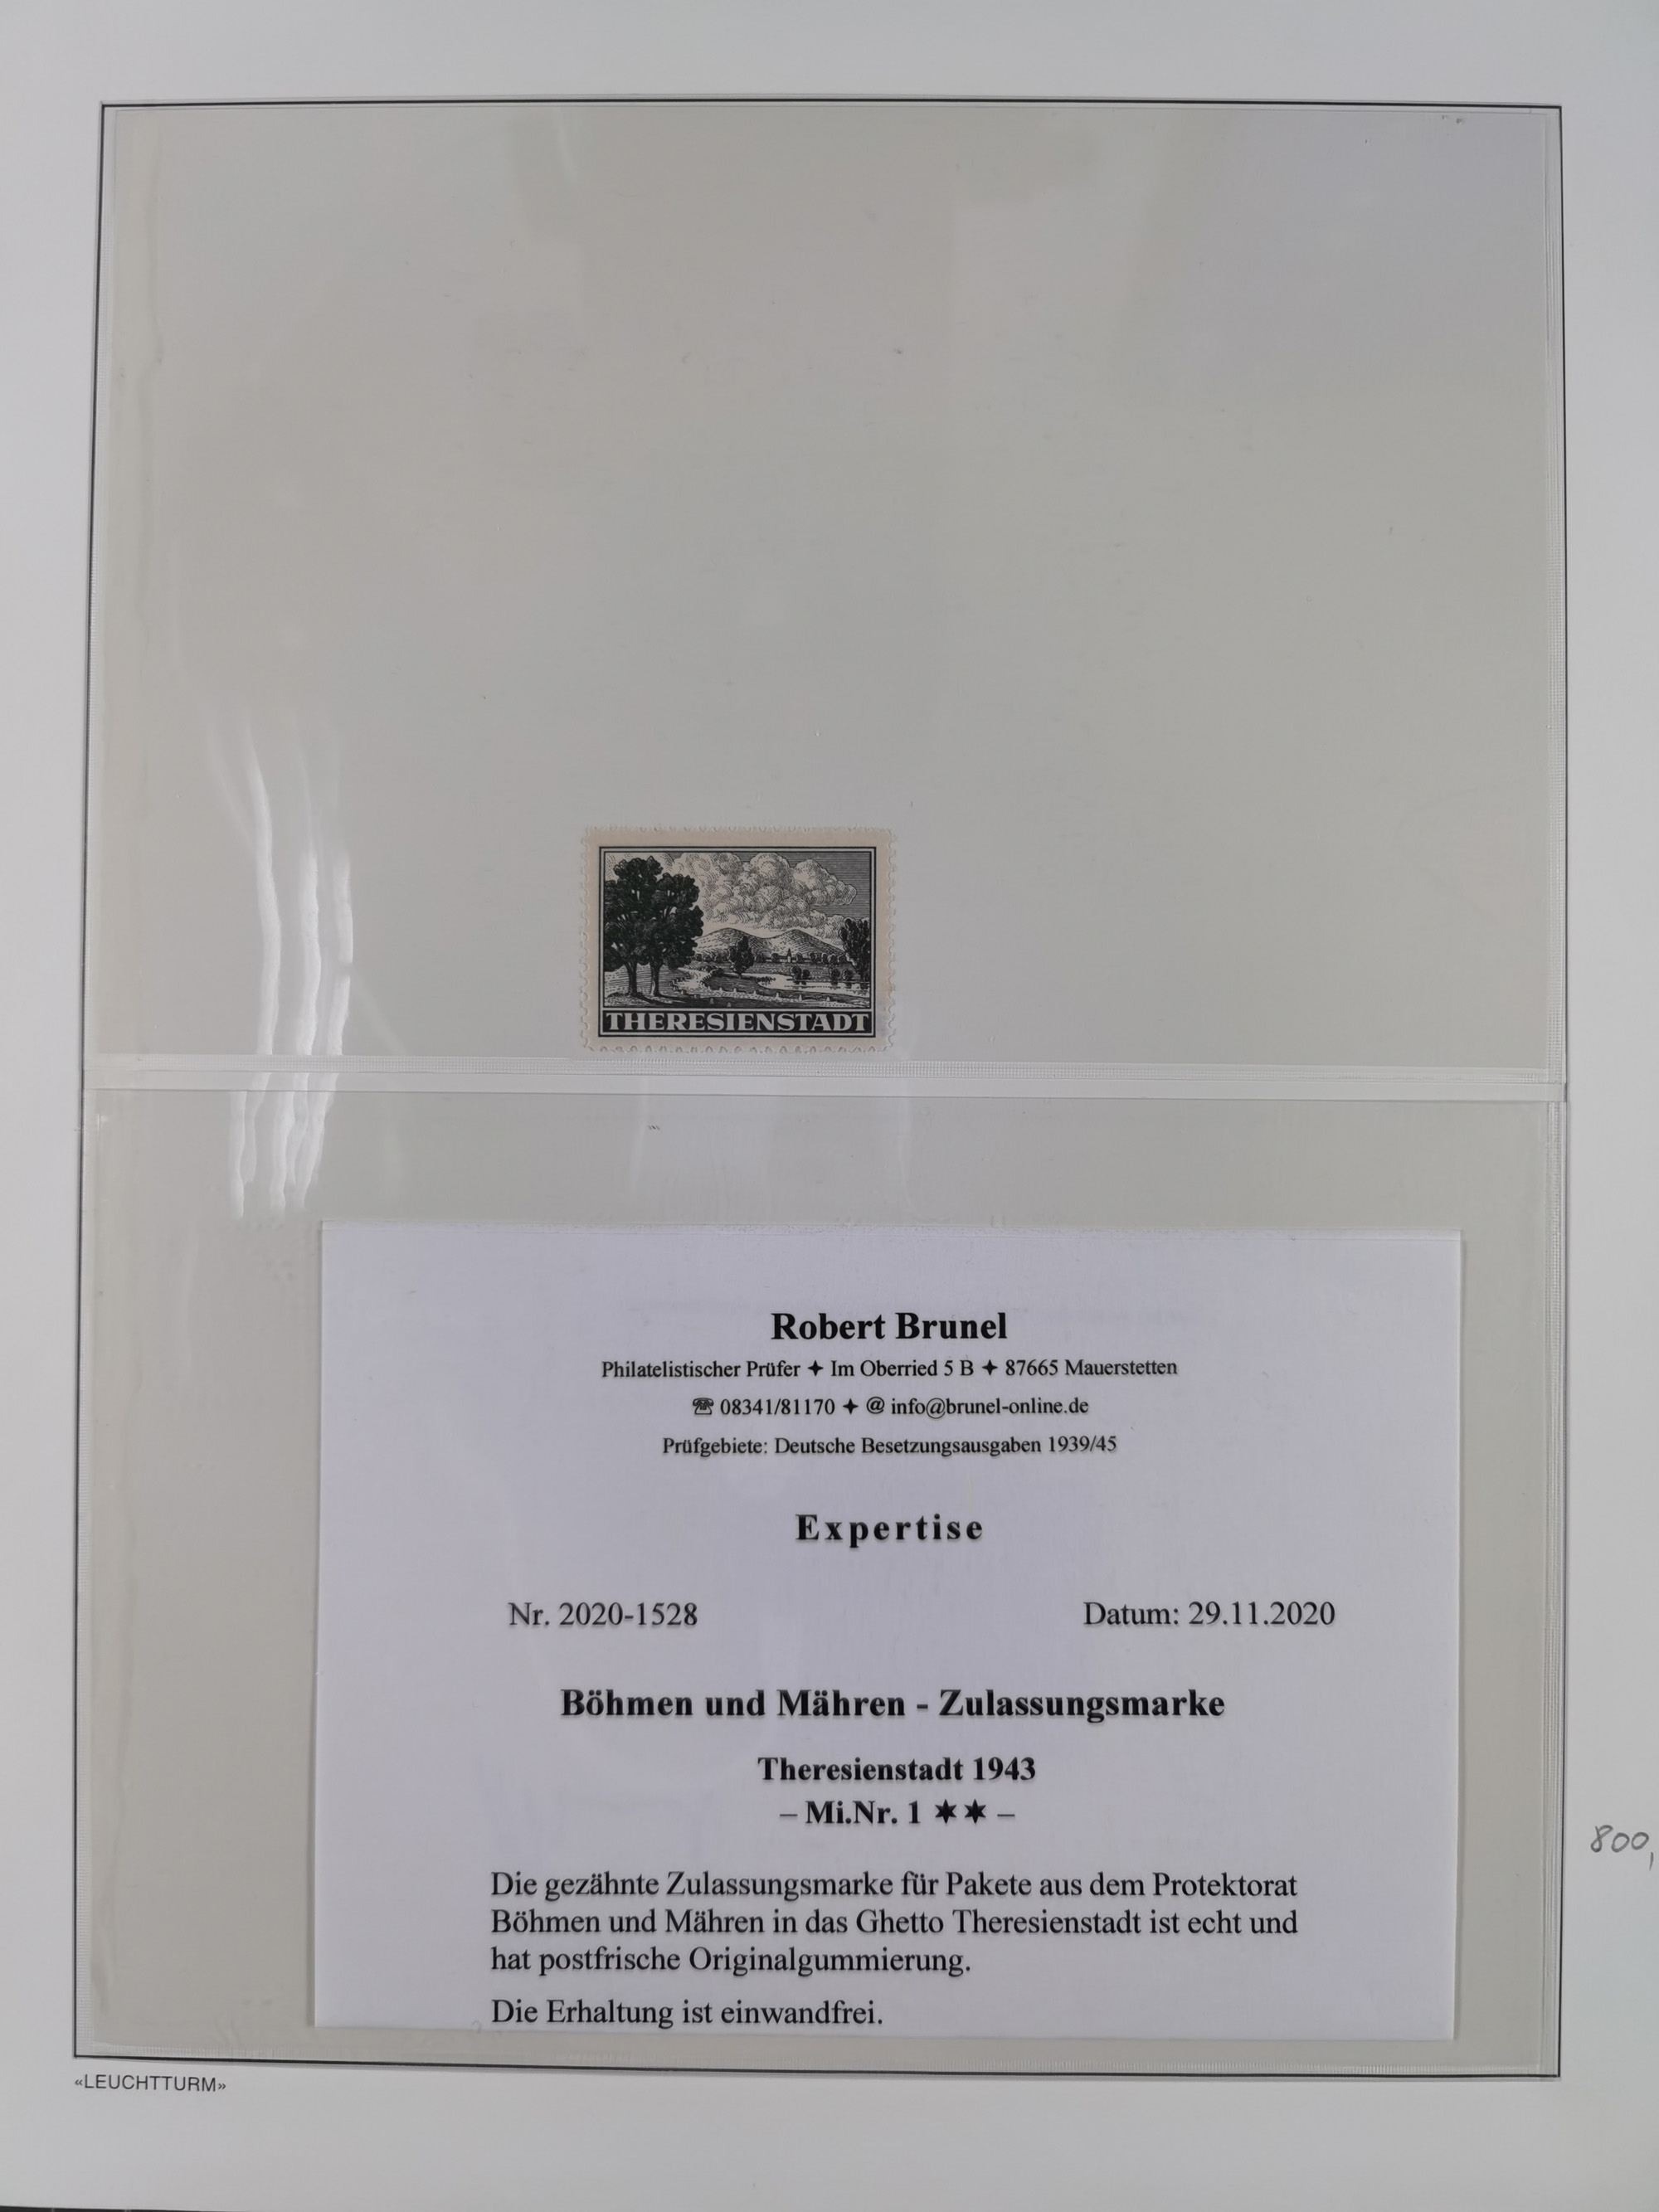 THERESIENSTADT
Robert Brunel
Philatelistischer Prüfer ✦ Im Oberried 5 B ✦ 87665 Mauerstetten
☎ 08341/81170 ✦ @ info@brunel-online.de
Prüfgebiete: Deutsche Besetzungsausgaben 1939/45
Expertise
Nr. 2020-1528 Datum: 29.11.2020
Böhmen und Mähren - Zulassungsmarke
Theresienstadt 1943
– Mi.Nr. 1 ✶✶ –
800,
Die gezähnte Zulassungsmarke für Pakete aus dem Protektorat
Böhmen und Mähren in das Ghetto Theresienstadt ist echt und
hat postfrische Originalgummierung.
Die Erhaltung ist einwandfrei.
«LEUCHTTURM»